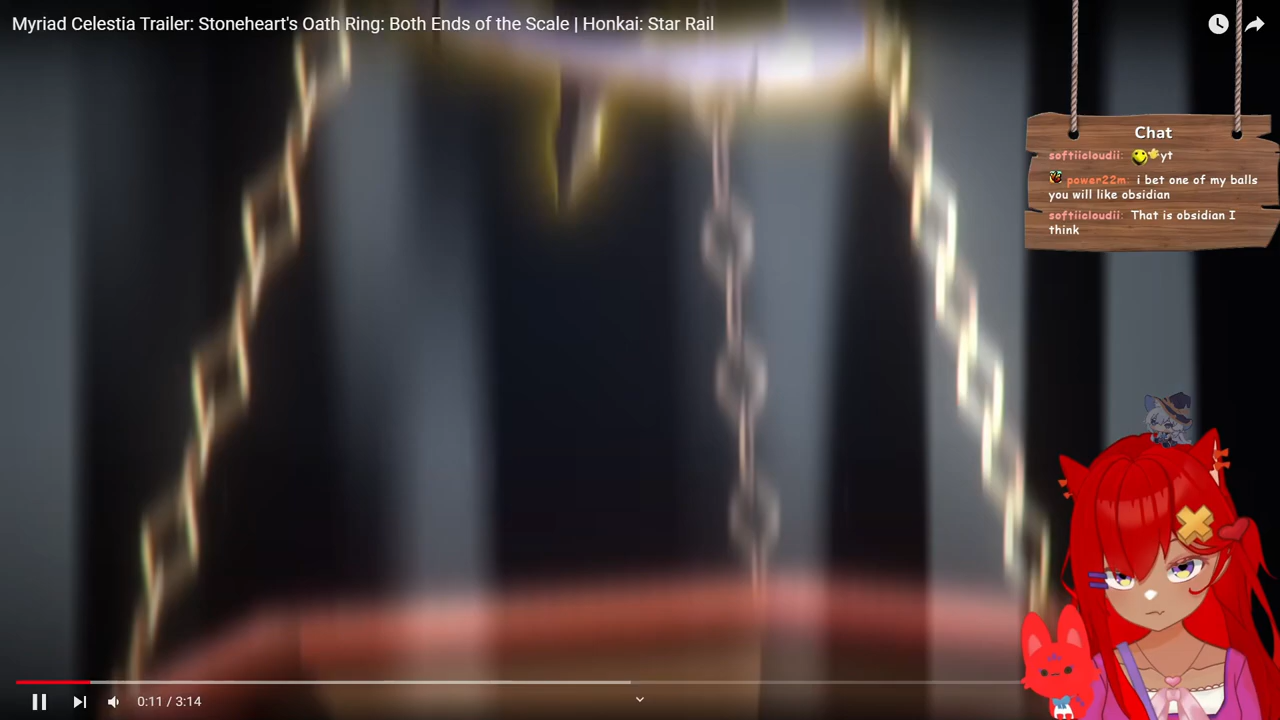 Myriad Celestia Trailer: Stoneheart's Oath Ring: Both Ends of the Scale | Honkai: Star Rail
Chat
softiicloudii: yt
power22m: i bet one of my balls
you will like obsidian
softiicloudii: That is obsidian I
think
0:11 / 3:14